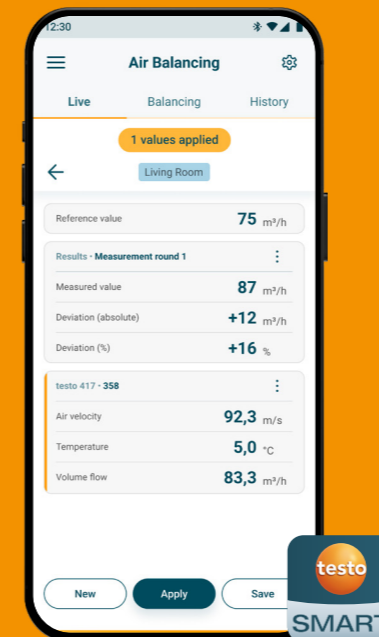 12:30
Air Balancing
Live Balancing History
1 values applied
Living Room
Reference value 75 m³/h
Results - Measurement round 1
Measured value 87 m³/h
Deviation (absolute) +12 m³/h
Deviation (%) +16 %
testo 417 - 358
Air velocity 92,3 m/s
Temperature 5,0 °C
Volume flow 83,3 m³/h
New Apply Save
testo
SMART